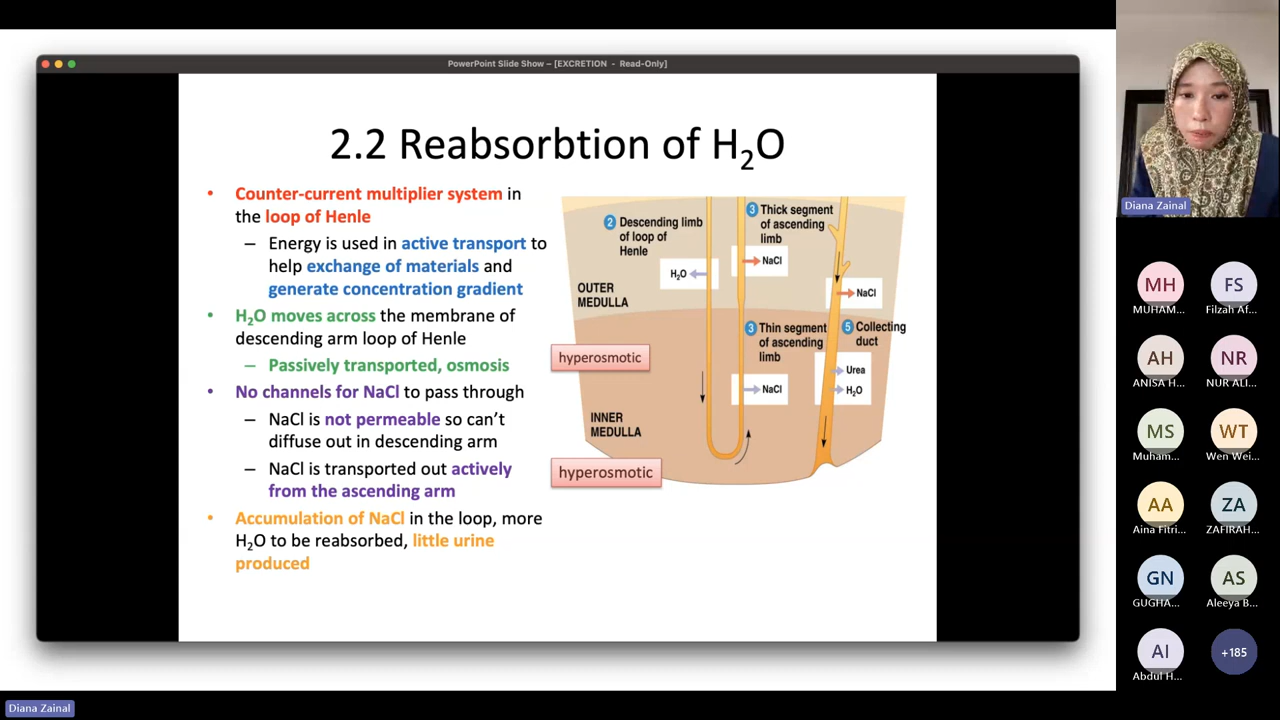 PowerPoint Slide Show – [EXCRETION - Read-Only]
2.2 Reabsorbtion of H₂O
• Counter-current multiplier system in
the loop of Henle
– Energy is used in active transport to
help exchange of materials and
generate concentration gradient
• H₂O moves across the membrane of
descending arm loop of Henle
– Passively transported, osmosis
• No channels for NaCl to pass through
– NaCl is not permeable so can't
diffuse out in descending arm
– NaCl is transported out actively
from the ascending arm
• Accumulation of NaCl in the loop, more
H₂O to be reabsorbed, little urine
produced
2 Descending limb
of loop of
Henle
3 Thick segment
of ascending
limb
H₂O
NaCl
OUTER
MEDULLA
NaCl
3 Thin segment
of ascending
limb
5 Collecting
duct
hyperosmotic
Urea
H₂O
NaCl
INNER
MEDULLA
hyperosmotic
Diana Zainal
MH
MUHAM...
FS
Filzah Af...
AH
ANISA H...
NR
NUR ALI...
MS
Muham...
WT
Wen Wei...
AA
Aina Fitri...
ZA
ZAFIRAH...
GN
GUGHA...
AS
Aleeya B...
AI
Abdul H...
+185
Diana Zainal